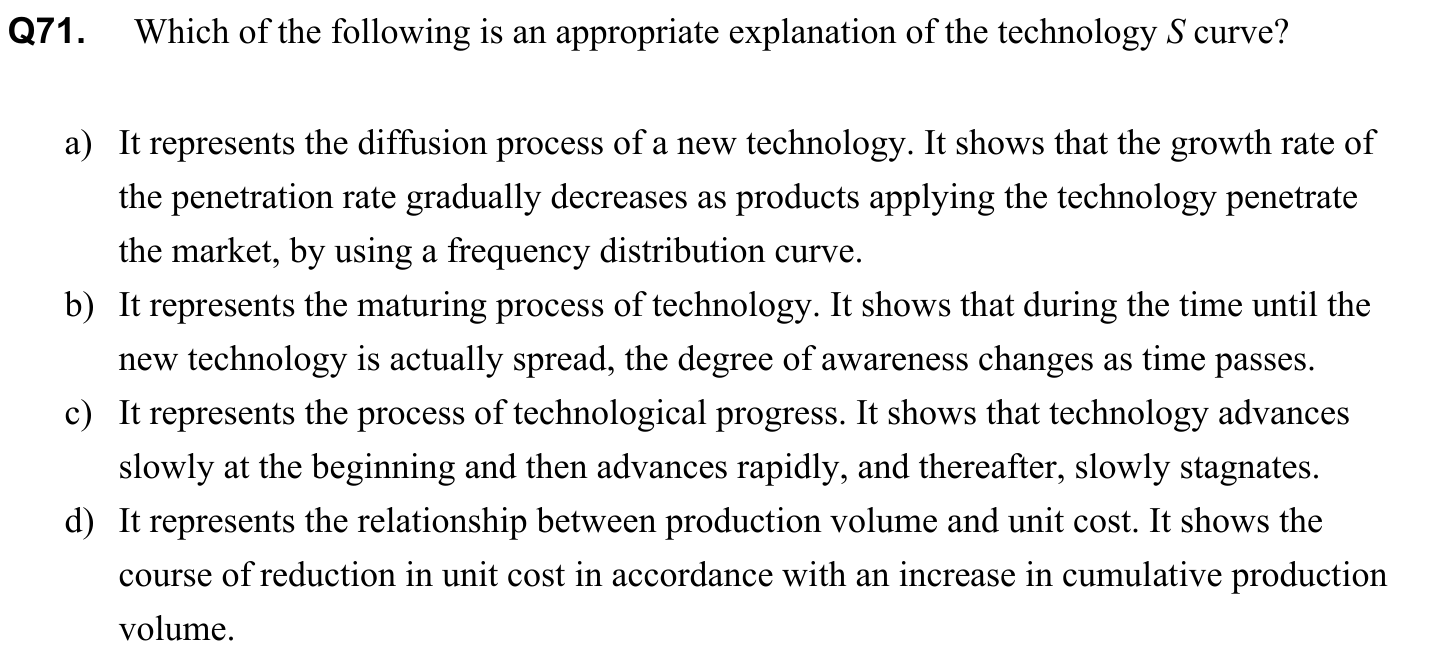 Q71. Which of the following is an appropriate explanation of the technology S curve?
a) It represents the diffusion process of a new technology. It shows that the growth rate of
the penetration rate gradually decreases as products applying the technology penetrate
the market, by using a frequency distribution curve.
b) It represents the maturing process of technology. It shows that during the time until the
new technology is actually spread, the degree of awareness changes as time passes.
c) It represents the process of technological progress. It shows that technology advances
slowly at the beginning and then advances rapidly, and thereafter, slowly stagnates.
d) It represents the relationship between production volume and unit cost. It shows the
course of reduction in unit cost in accordance with an increase in cumulative production
volume.